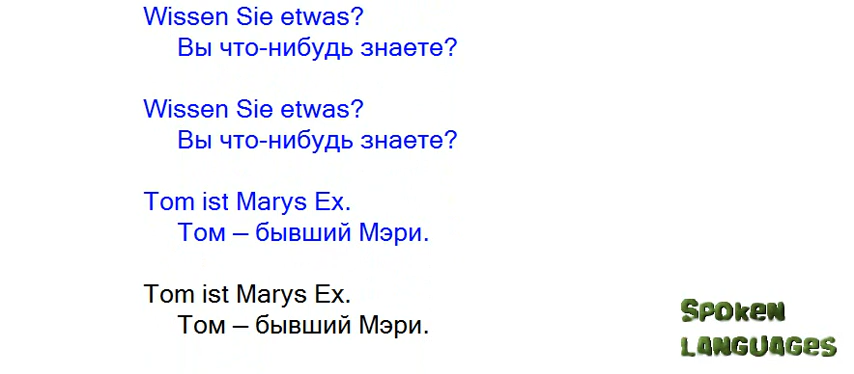 Wissen Sie etwas?
Вы что-нибудь знаете?
Wissen Sie etwas?
Вы что-нибудь знаете?
Tom ist Marys Ex.
Том — бывший Мэри.
Tom ist Marys Ex.
Том — бывший Мэри.
SPOKEN
LANGUAGES